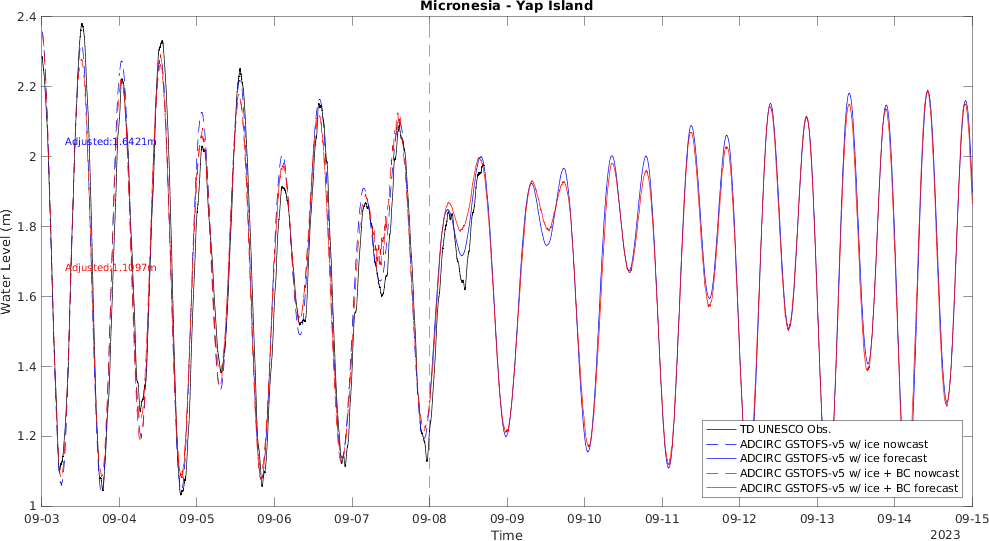 Micronesia - Yap Island
2.4
2.2
2
1.8
1.6
1.4
1.2
1
Water Level (m)
Adjusted:1.6421m
Adjusted:1.1097m
TD UNESCO Obs.
ADCIRC GSTOFS-v5 w/ ice nowcast
ADCIRC GSTOFS-v5 w/ ice forecast
ADCIRC GSTOFS-v5 w/ ice + BC nowcast
ADCIRC GSTOFS-v5 w/ ice + BC forecast
09-03 09-04 09-05 09-06 09-07 09-08 09-09 09-10 09-11 09-12 09-13 09-14 09-15
Time
2023